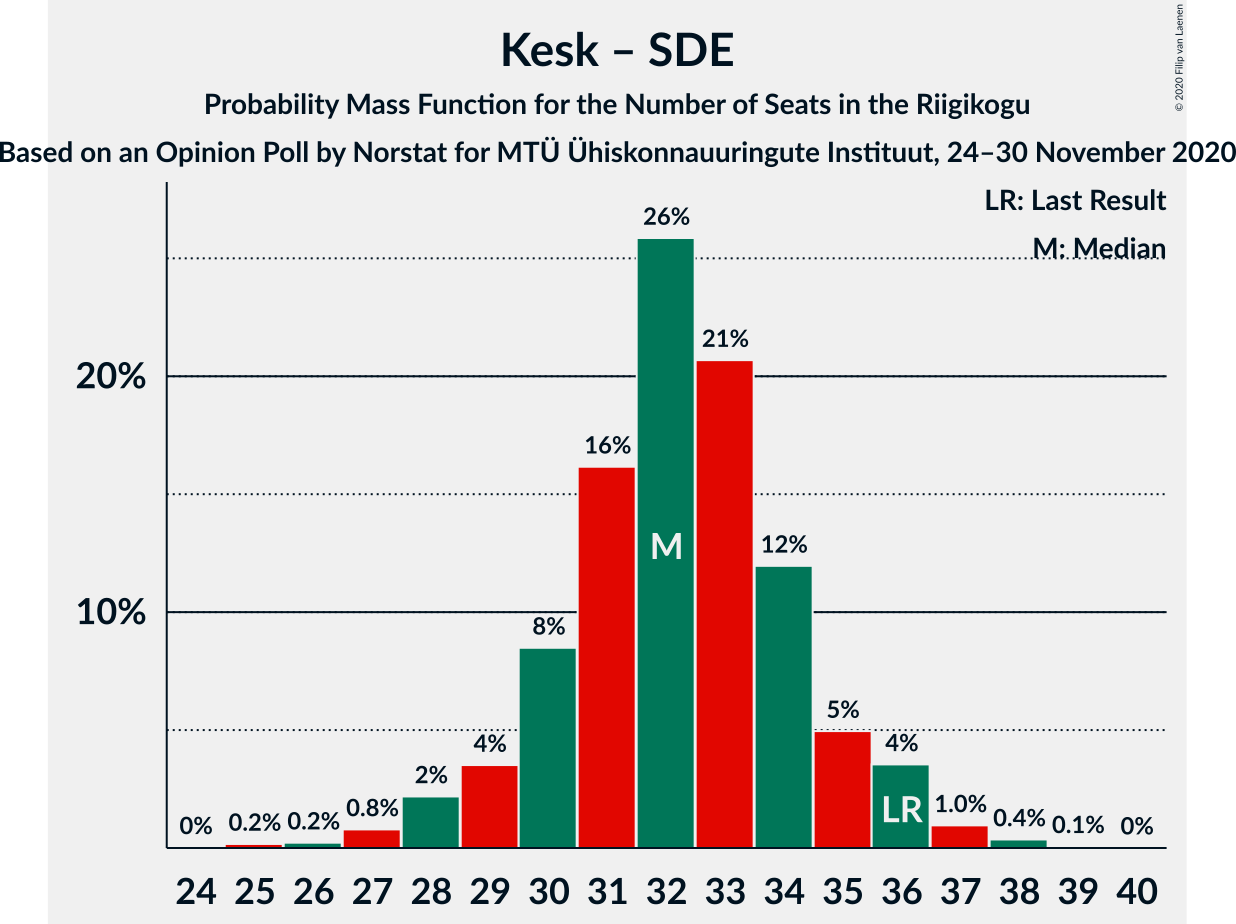 Kesk – SDE
Probability Mass Function for the Number of Seats in the Riigikogu
Based on an Opinion Poll by Norstat for MTÜ Ühiskonnauuringute Instituut, 24–30 November 2020
© 2020 Filip van Laenen
LR: Last Result
M: Median
26%
21%
20%
16%
M
12%
10%
8%
5%
4%
4%
2%
LR
0% 0.2% 0.2% 0.8% 1.0% 0.4% 0.1% 0%
24 25 26 27 28 29 30 31 32 33 34 35 36 37 38 39 40